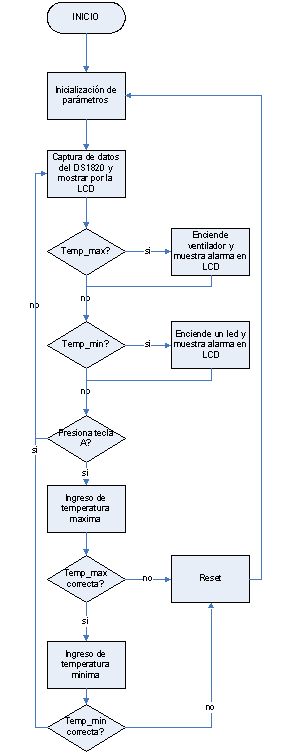 INICIO
Inicialización de
parámetros
Captura de datos
del DS1820 y
mostrar por la
LCD
Temp_max?
si
Enciende
ventilador y
muestra alarma en
LCD
no
no
Temp_min?
si
Enciende un led y
muestra alarma en
LCD
no
Presiona tecla
A?
si
si
Ingreso de
temperatura
maxima
Temp_max
correcta?
no
Reset
si
Ingreso de
temperatura
minima
no
Temp_min
correcta?